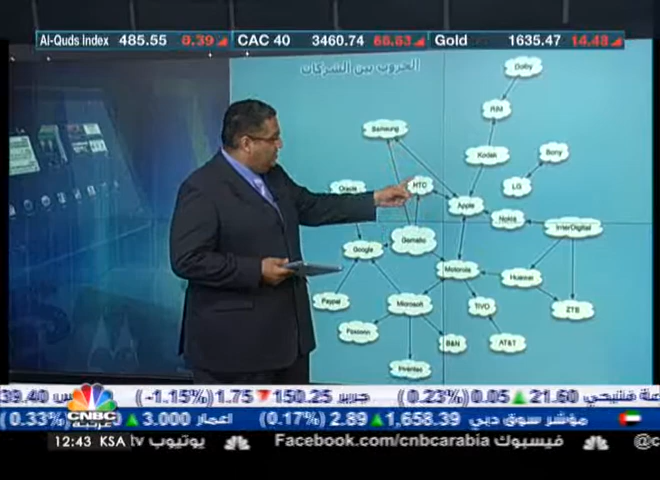 Al-Quds Index 485.55 0.39 CAC 40 3460.74 66.63 Gold 1635.47 14.48
الحروب بين الشركات
Dolby
RIM
Samsung
Kodak
Sony
Oracle
HTC
LG
Apple
Nokia
InterDigital
Google
Gemalto
Motorola
Huawei
Paypal
Microsoft
TiVO
ZTE
Foxconn
B&N
AT&T
Inventec
39.40 (-1.15%) 1.75 150.25 جرير (0.23%) 0.05 21.60
(0.33%) 3.000 اعمار (0.17%) 2.89 1,658.39 مؤشر سوق دبي
CNBC
عربية
12:43 KSA يوتيوب tv Facebook.com/cnbcarabia فيسبوك @c